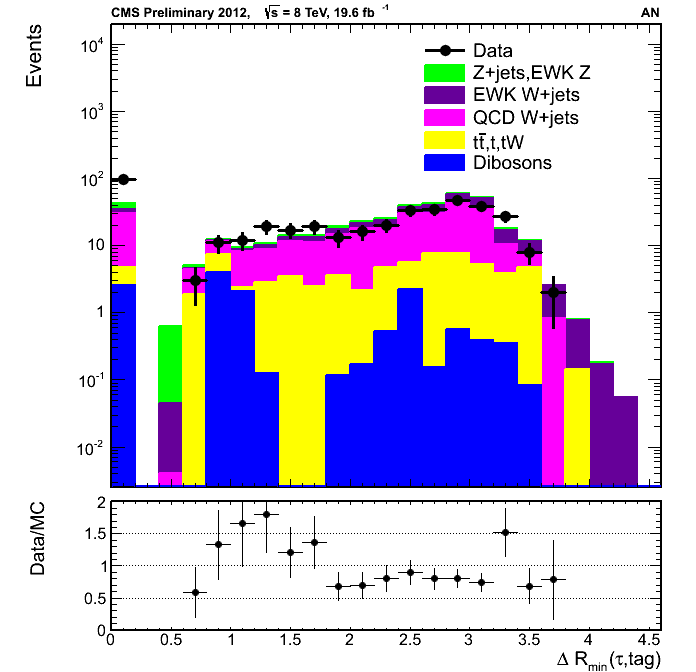 CMS Preliminary 2012, √s = 8 TeV, 19.6 fb⁻¹ AN
Events
10⁴
10³
10²
10
1
10⁻¹
10⁻²
Data
Z+jets,EWK Z
EWK W+jets
QCD W+jets
tt̄,t,tW
Dibosons
Data/MC
2
1.5
1
0.5
0
0 0.5 1 1.5 2 2.5 3 3.5 4 4.5
Δ R_min(τ,tag)